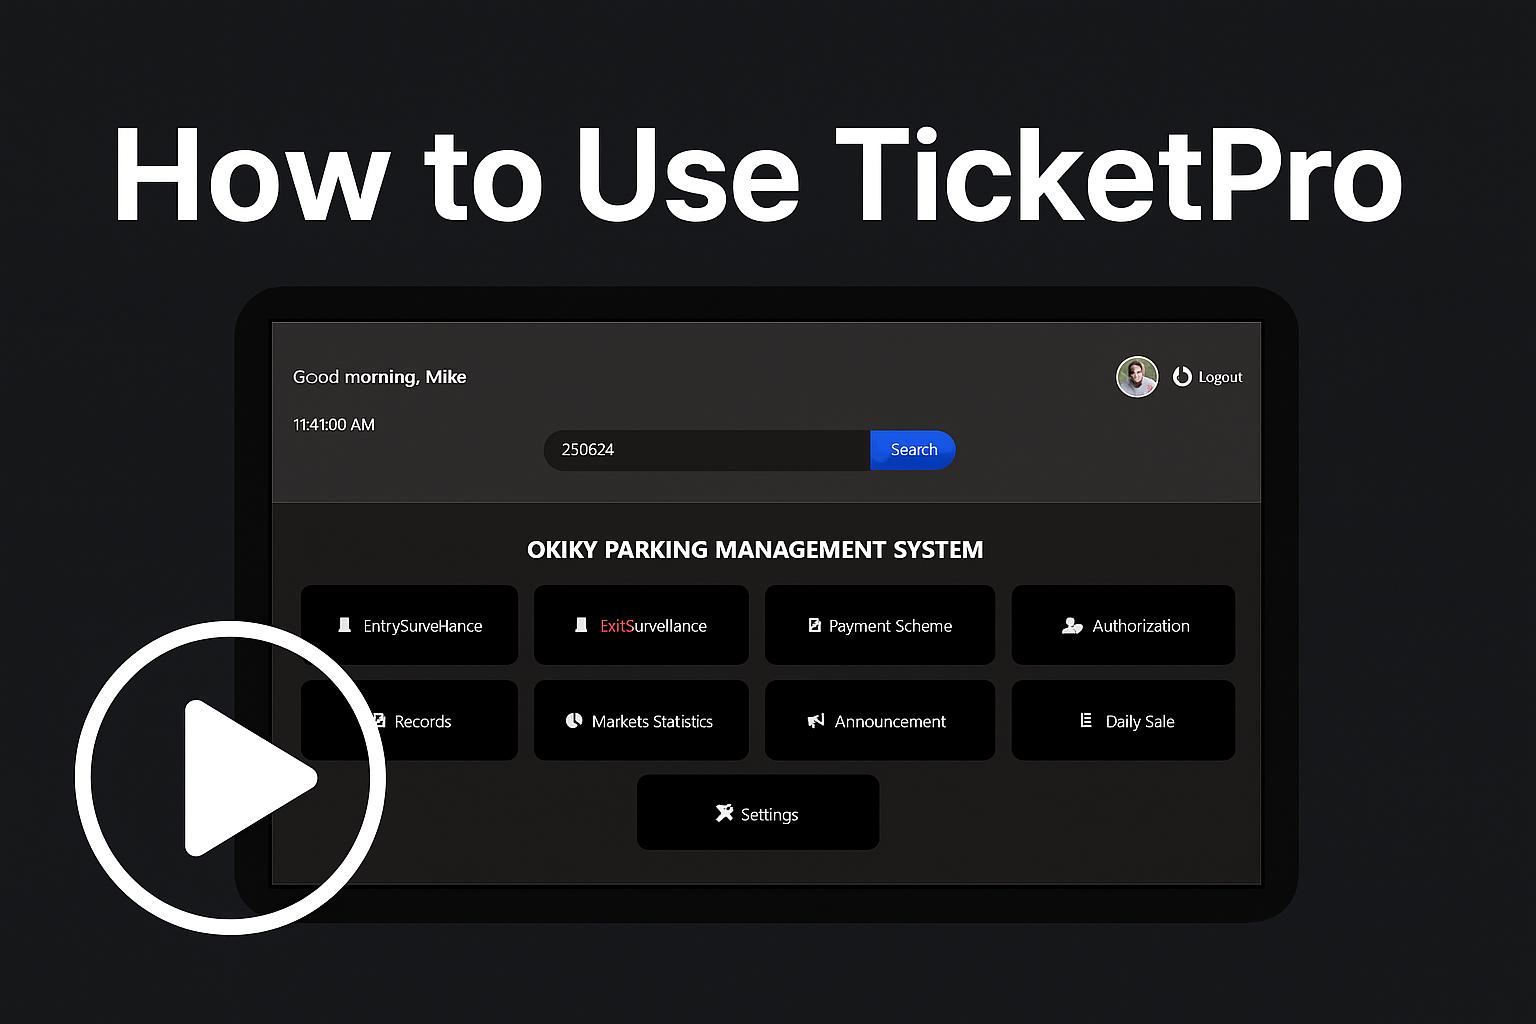 How to Use TicketPro
Good morning, Mike
Logout
11:41:00 AM
250624
Search
OKIKY PARKING MANAGEMENT SYSTEM
EntrySurveHance
ExitSurvellance
Payment Scheme
Authorization
Records
Markets Statistics
Announcement
Daily Sale
Settings